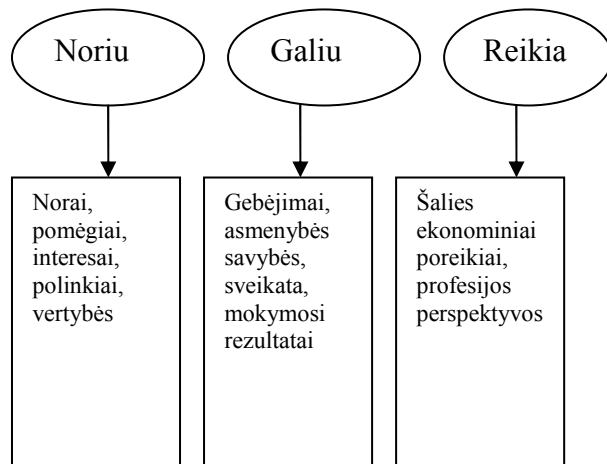 Noriu
Galiu
Reikia
Norai,
pomėgiai,
interesai,
polinkiai,
vertybės
Gebėjimai,
asmenybės
savybės,
sveikata,
mokymosi
rezultatai
Šalies
ekonominiai
poreikiai,
profesijos
perspektyvos